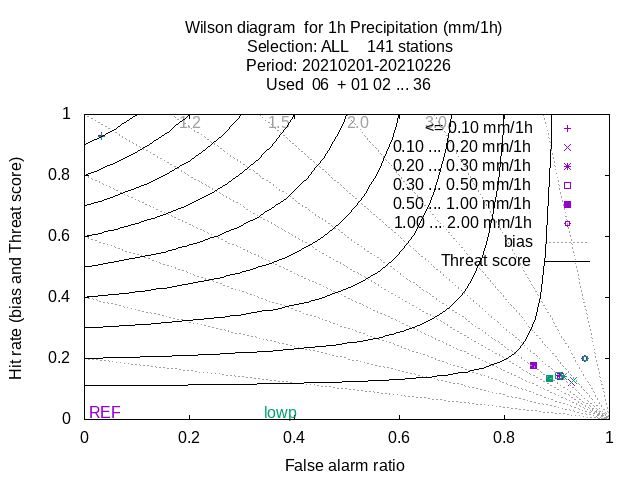 Wilson diagram  for 1h Precipitation (mm/1h)
Selection: ALL    141 stations
Period: 20210201-20210226
Used  06  + 01 02 ... 36
1
0.8
0.6
0.4
0.2
0
1.2
1.5
2.0
3.0
<= 0.10 mm/1h
0.10 ... 0.20 mm/1h
0.20 ... 0.30 mm/1h
0.30 ... 0.50 mm/1h
0.50 ... 1.00 mm/1h
1.00 ... 2.00 mm/1h
bias
Threat score
Hit rate (bias and Threat score)
REF
lowp
0
0.2
0.4
0.6
0.8
1
False alarm ratio